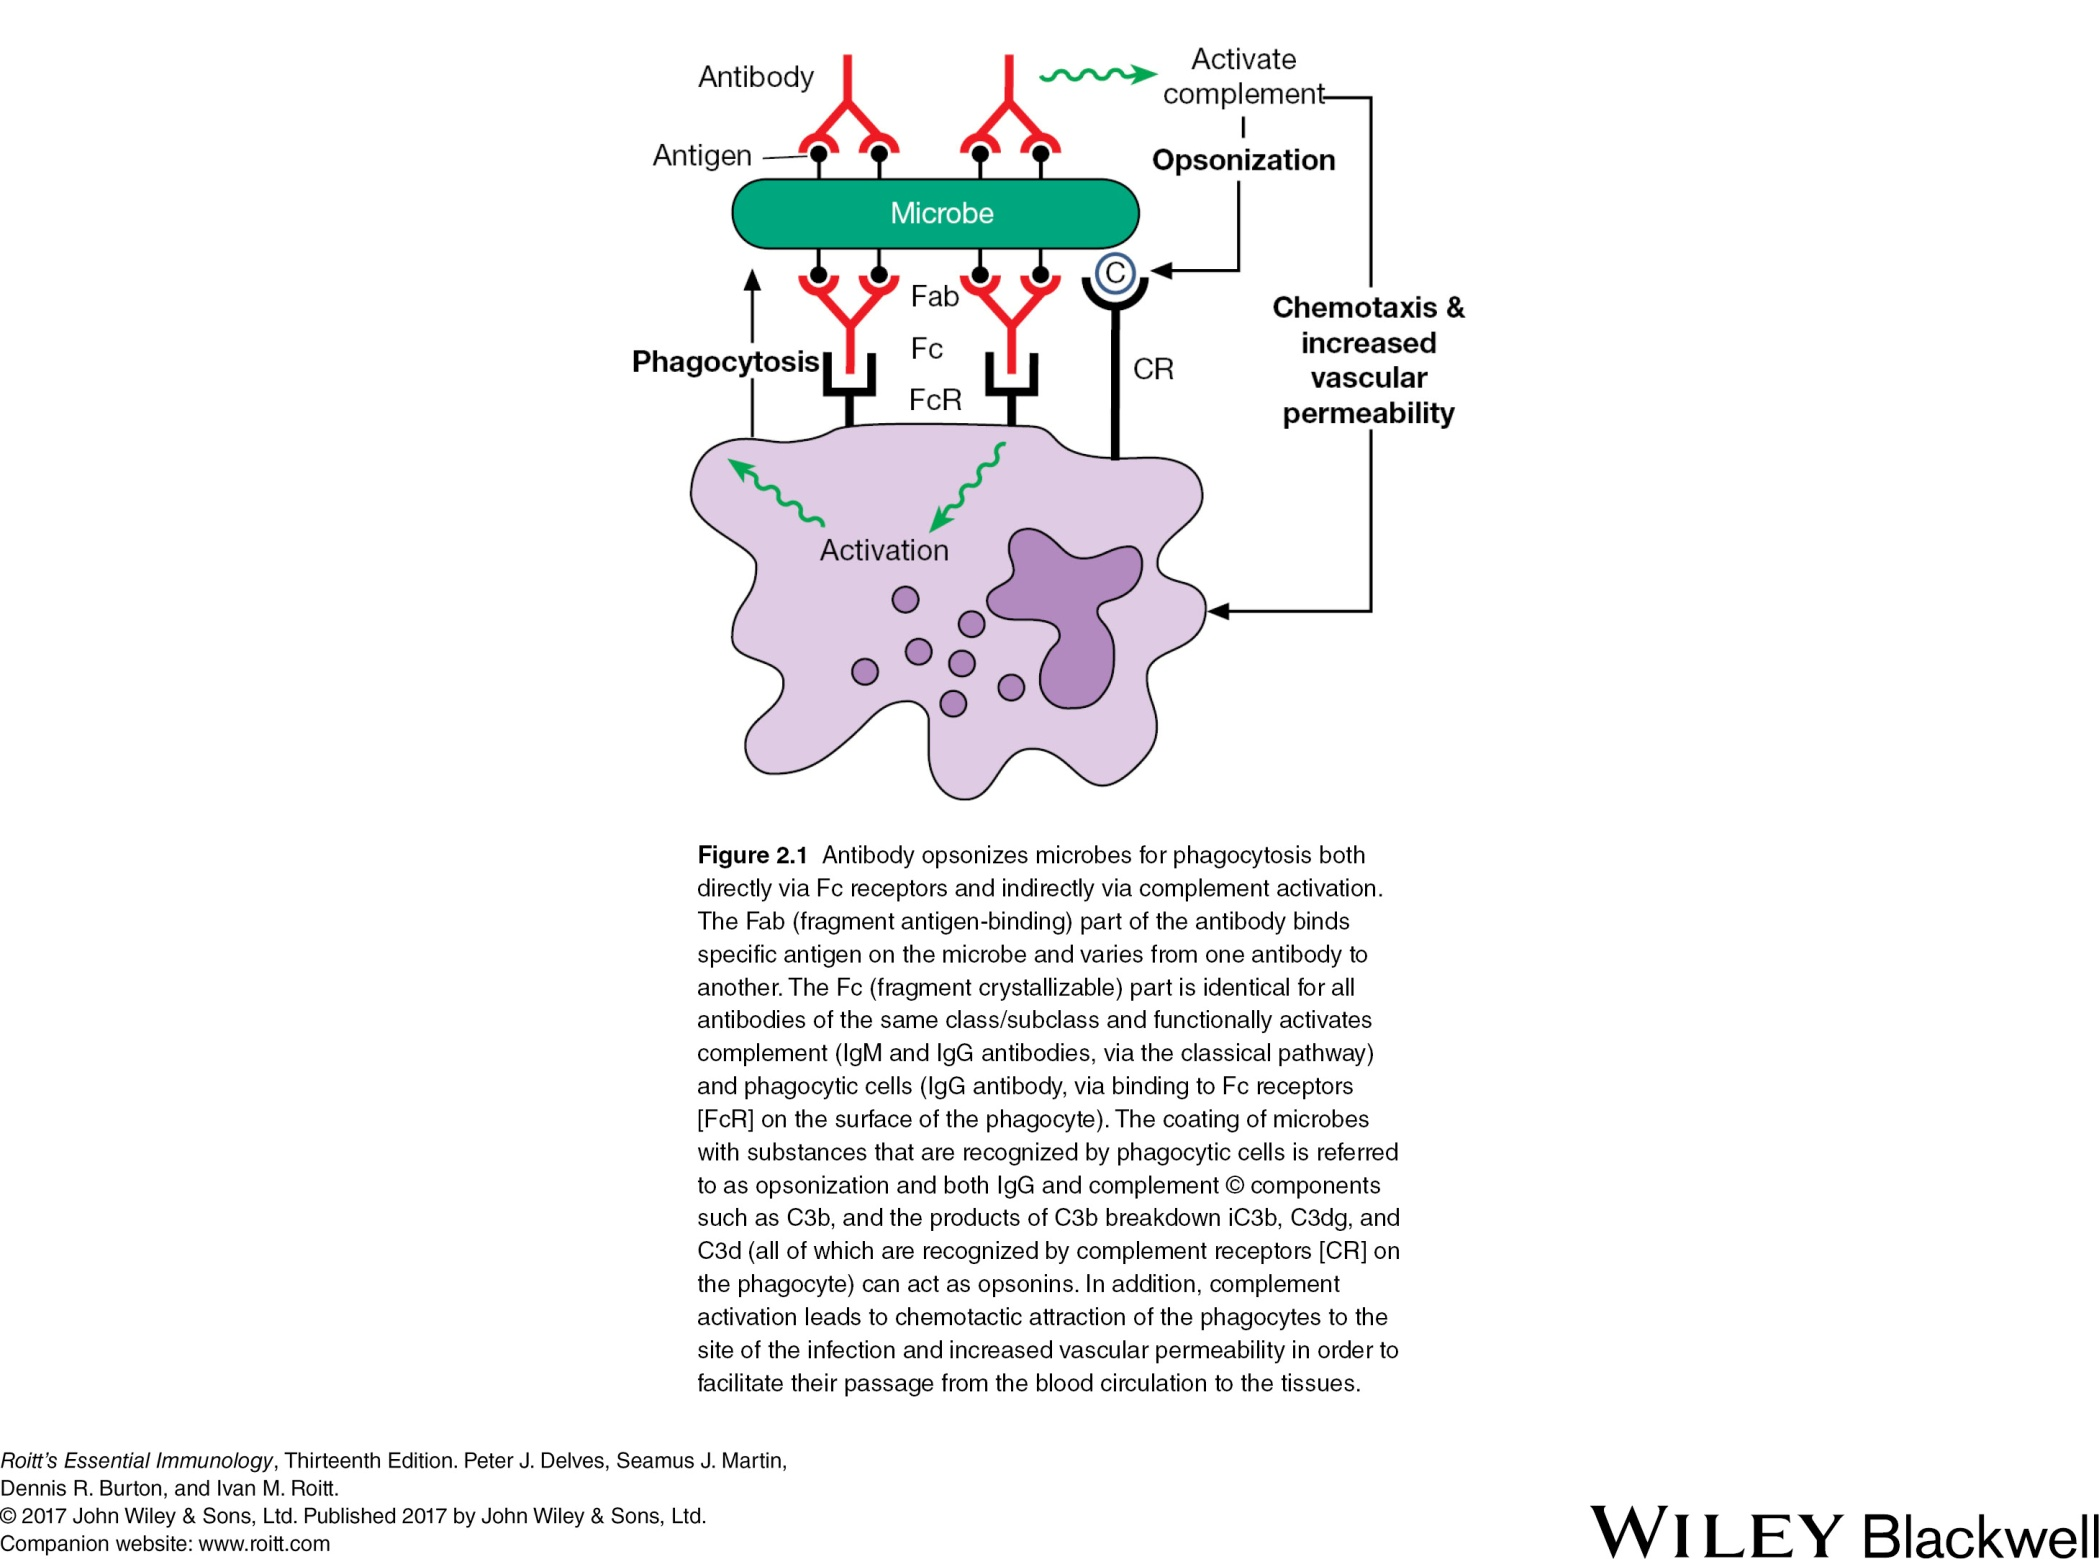 Antibody
Activate
complement
Antigen
Opsonization
Microbe
C
Fab
Chemotaxis &
increased
vascular
permeability
Fc
Phagocytosis
CR
FcR
Activation
Figure 2.1 Antibody opsonizes microbes for phagocytosis both
directly via Fc receptors and indirectly via complement activation.
The Fab (fragment antigen-binding) part of the antibody binds
specific antigen on the microbe and varies from one antibody to
another. The Fc (fragment crystallizable) part is identical for all
antibodies of the same class/subclass and functionally activates
complement (IgM and IgG antibodies, via the classical pathway)
and phagocytic cells (IgG antibody, via binding to Fc receptors
[FcR] on the surface of the phagocyte). The coating of microbes
with substances that are recognized by phagocytic cells is referred
to as opsonization and both IgG and complement © components
such as C3b, and the products of C3b breakdown iC3b, C3dg, and
C3d (all of which are recognized by complement receptors [CR] on
the phagocyte) can act as opsonins. In addition, complement
activation leads to chemotactic attraction of the phagocytes to the
site of the infection and increased vascular permeability in order to
facilitate their passage from the blood circulation to the tissues.
Roitt's Essential Immunology, Thirteenth Edition. Peter J. Delves, Seamus J. Martin,
Dennis R. Burton, and Ivan M. Roitt.
© 2017 John Wiley & Sons, Ltd. Published 2017 by John Wiley & Sons, Ltd.
Companion website: www.roitt.com
WILEY Blackwell